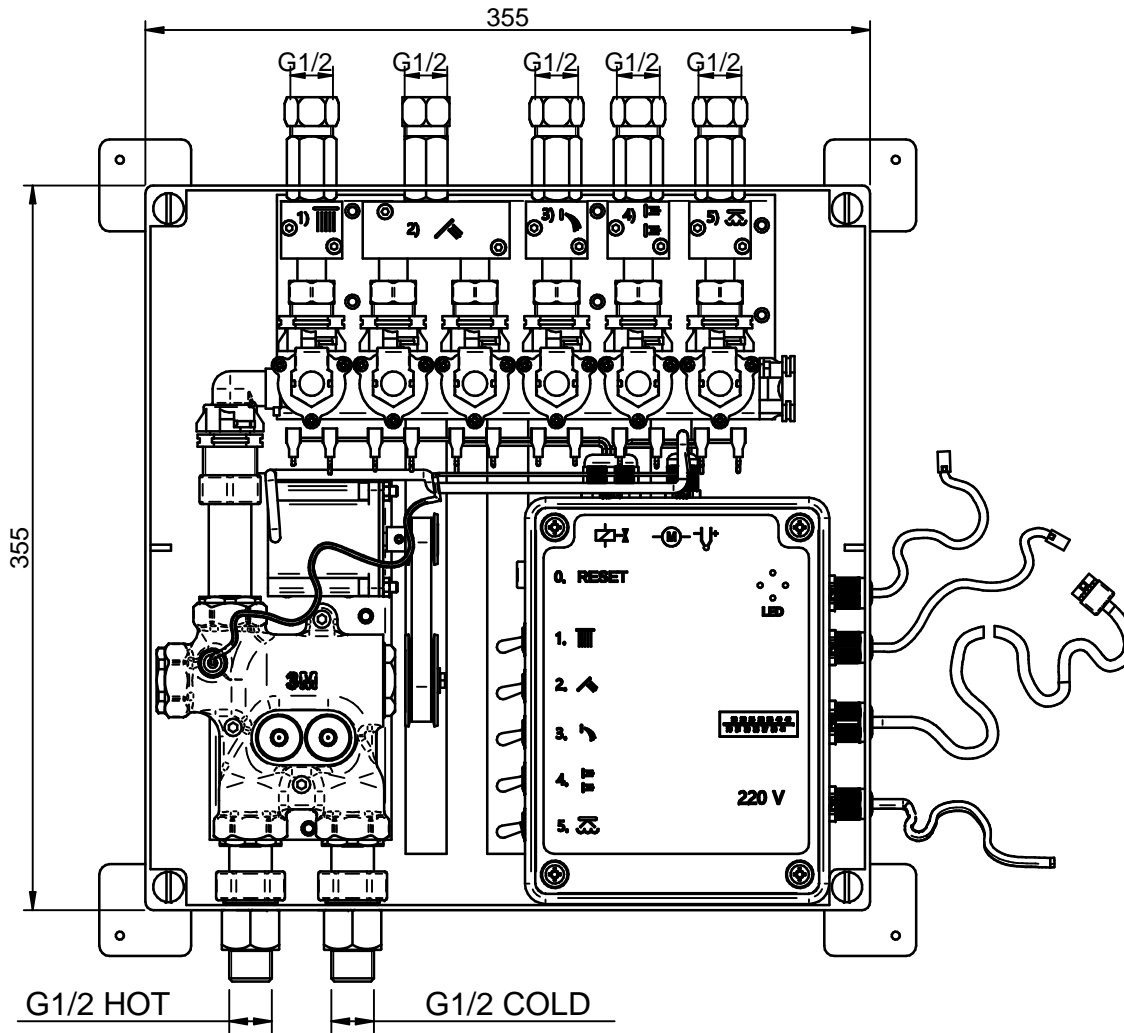 355
G1/2 G1/2 G1/2 G1/2 G1/2
1) 2) 3) 4) 5)
355
M +
0. RESET
LED
1.
2.
3M
3.
4.
220 V
5.
G1/2 HOT G1/2 COLD